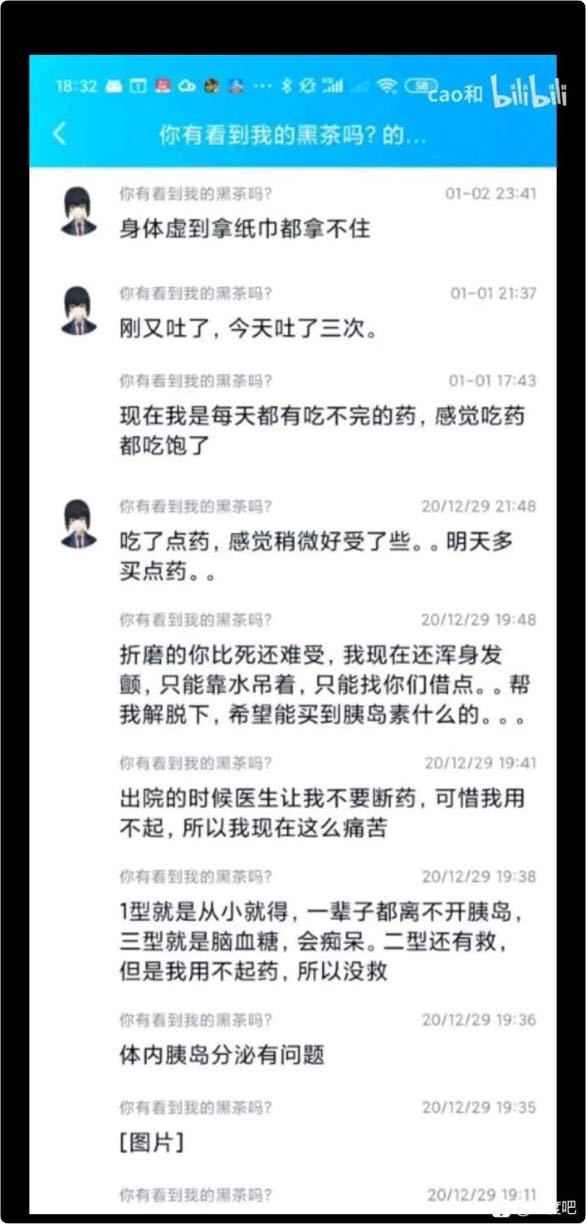 18:32
58
cao和 bilibili
你有看到我的黑茶吗? 的...
你有看到我的黑茶吗? 01-02 23:41
身体虚到拿纸巾都拿不住
你有看到我的黑茶吗? 01-01 21:37
刚又吐了，今天吐了三次。
你有看到我的黑茶吗? 01-01 17:43
现在我是每天都有吃不完的药，感觉吃药
都吃饱了
你有看到我的黑茶吗? 20/12/29 21:48
吃了点药，感觉稍微好受了些。。明天多
买点药。。
你有看到我的黑茶吗? 20/12/29 19:48
折磨的你比死还难受，我现在还浑身发
颤，只能靠水吊着，只能找你们借点。。帮
我解脱下，希望能买到胰岛素什么的。。。
你有看到我的黑茶吗? 20/12/29 19:41
出院的时候医生让我不要断药，可惜我用
不起，所以我现在这么痛苦
你有看到我的黑茶吗? 20/12/29 19:38
1型就是从小就得，一辈子都离不开胰岛，
三型就是脑血糖，会痴呆。二型还有救，
但是我用不起药，所以没救
你有看到我的黑茶吗? 20/12/29 19:36
体内胰岛分泌有问题
你有看到我的黑茶吗? 20/12/29 19:35
[图片]
你有看到我的黑茶吗? 20/12/29 19:11
度吧